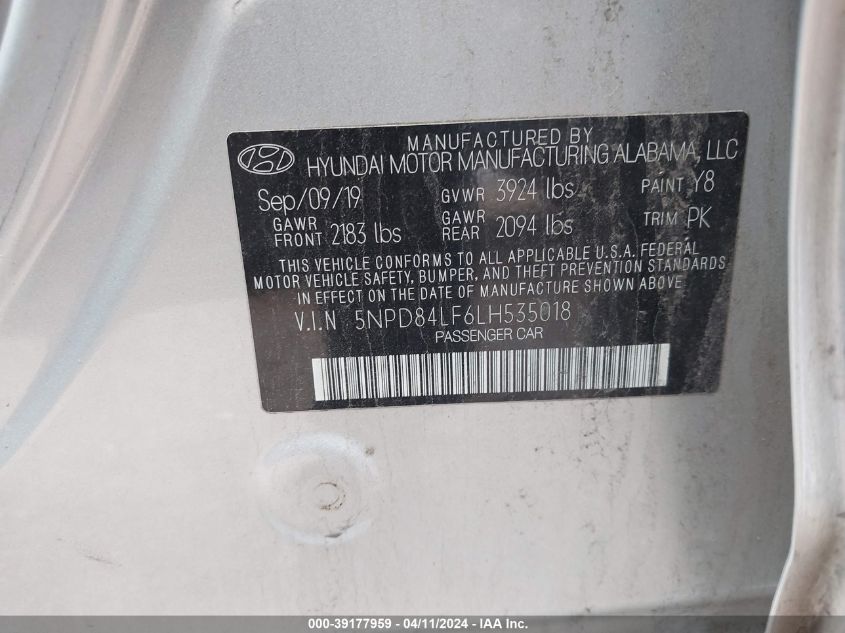 MANUFACTURED BY
HYUNDAI MOTOR MANUFACTURING ALABAMA, LLC
Sep/09/19 GVWR 3924 lbs PAINT Y8
GAWR FRONT 2183 lbs GAWR REAR 2094 lbs TRIM PK
THIS VEHICLE CONFORMS TO ALL APPLICABLE U.S.A. FEDERAL
MOTOR VEHICLE SAFETY, BUMPER, AND THEFT PREVENTION STANDARDS
IN EFFECT ON THE DATE OF MANUFACTURE SHOWN ABOVE.
V.I.N 5NPD84LF6LH535018
PASSENGER CAR
000-39177959 - 04/11/2024 - IAA Inc.